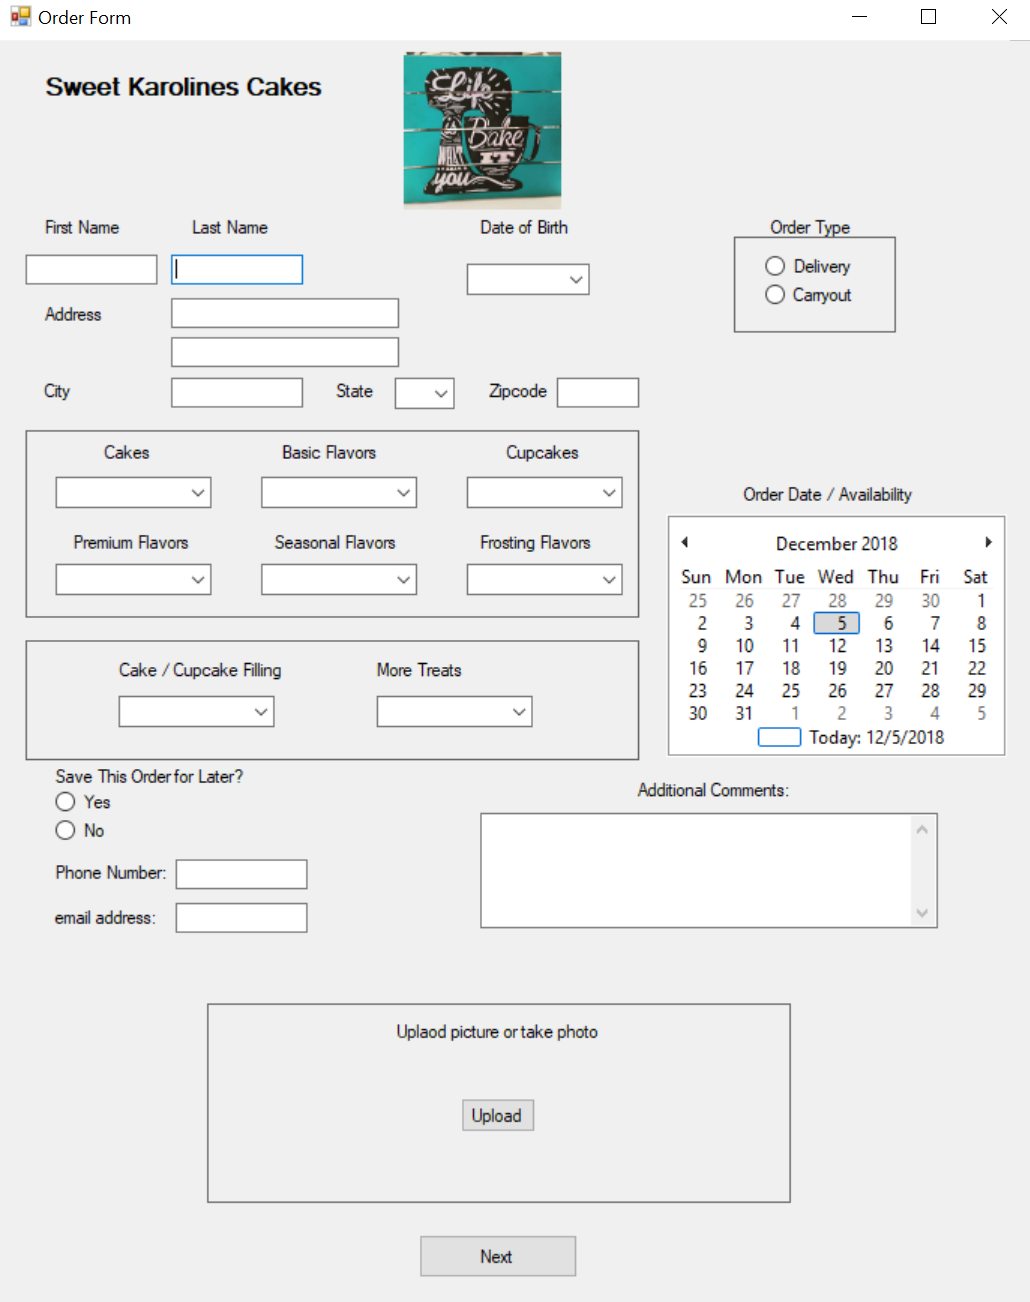 Order Form
Sweet Karolines Cakes
Life
is
WHAT
you
Bake
IT
First Name Last Name Date of Birth Order Type
Delivery
Carryout
Address
City State Zipcode
Cakes Basic Flavors Cupcakes
Premium Flavors Seasonal Flavors Frosting Flavors
Order Date / Availability
December 2018
Sun Mon Tue Wed Thu Fri Sat
25 26 27 28 29 30 1
2 3 4 5 6 7 8
9 10 11 12 13 14 15
16 17 18 19 20 21 22
23 24 25 26 27 28 29
30 31 1 2 3 4 5
Today: 12/5/2018
Cake / Cupcake Filling More Treats
Save This Order for Later?
Yes
No
Additional Comments:
Phone Number:
email address:
Uplaod picture or take photo
Upload
Next